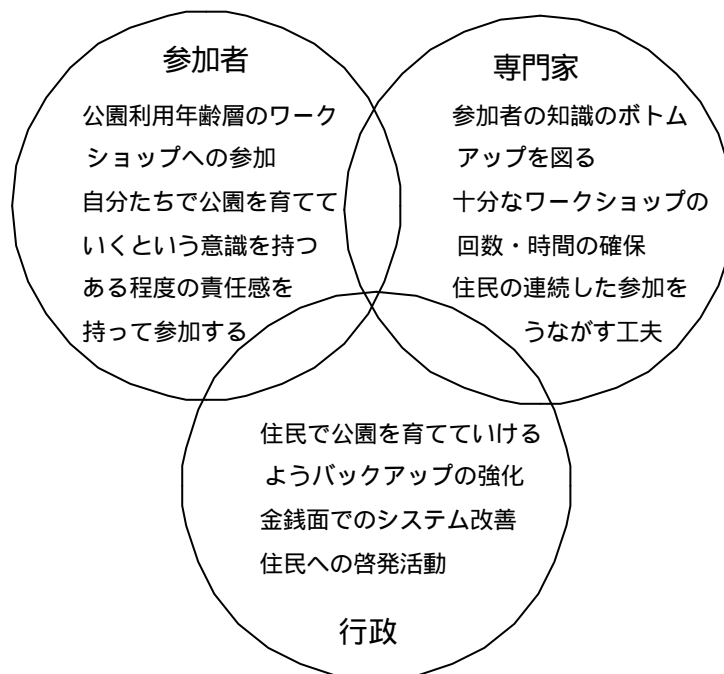 参加者
公園利用年齢層のワーク
ショップへの参加
自分たちで公園を育てて
いくという意識を持つ
ある程度の責任感を
持って参加する
専門家
参加者の知識のボトム
アップを図る
十分なワークショップの
回数・時間の確保
住民の連続した参加を
うながす工夫
住民で公園を育てていける
ようバックアップの強化
金銭面でのシステム改善
住民への啓発活動
行政